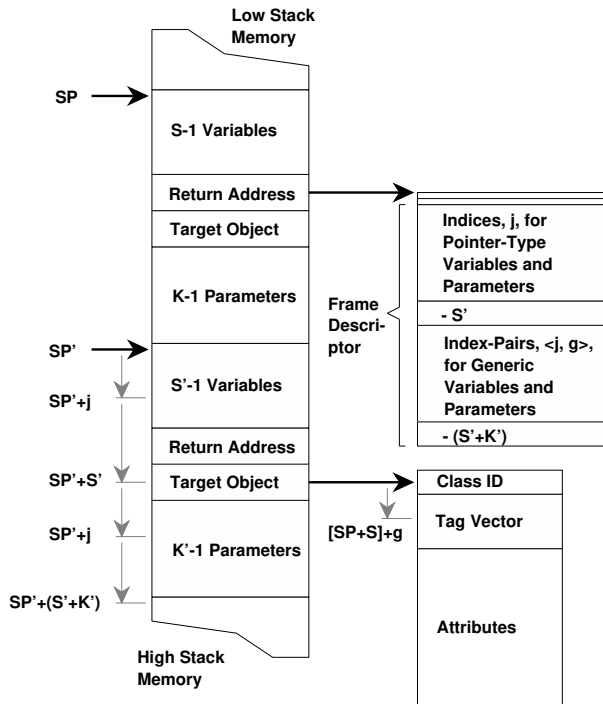 Low Stack
Memory
SP
S-1 Variables
Return Address
Target Object
K-1 Parameters
SP'
S'-1 Variables
SP'+j
Return Address
SP'+S'
Target Object
SP'+j
K'-1 Parameters
SP'+(S'+K')
High Stack
Memory
Frame
Descri-
ptor
Indices, j, for
Pointer-Type
Variables and
Parameters
- S'
Index-Pairs, <j, g>,
for Generic
Variables and
Parameters
- (S'+K')
Class ID
Tag Vector
[SP+S]+g
Attributes